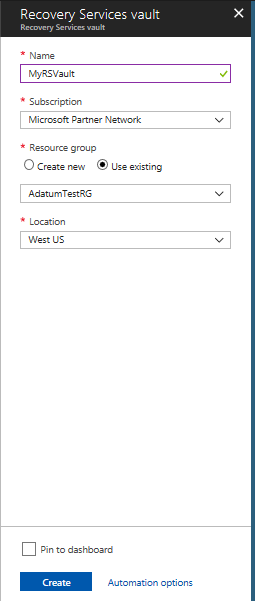 Recovery Services vault
Recovery Services vault
* Name
MyRSVault
* Subscription
Microsoft Partner Network
* Resource group
Create new Use existing
AdatumTestRG
* Location
West US
Pin to dashboard
Create Automation options